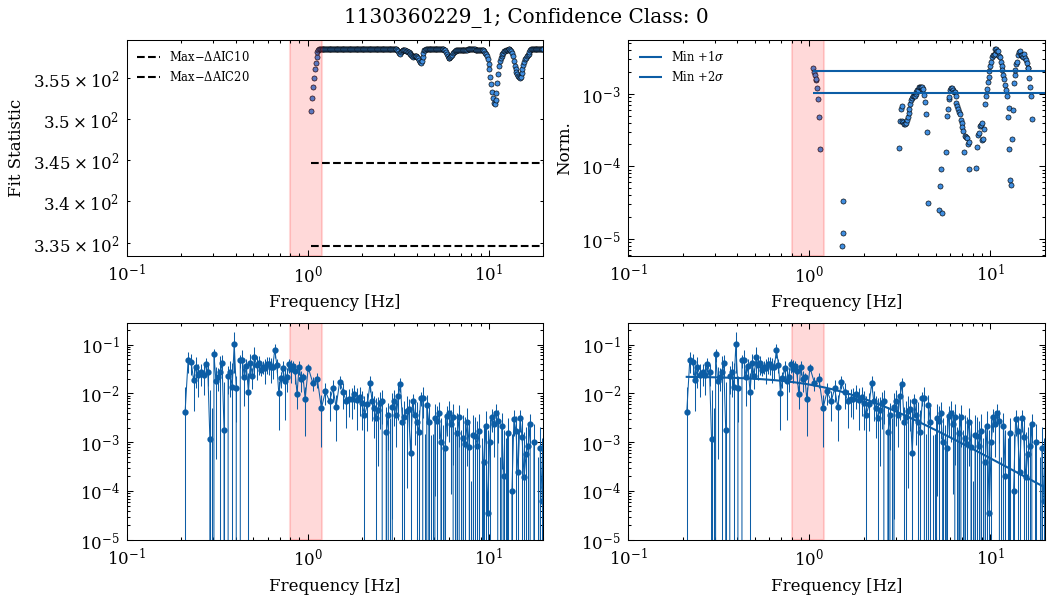 1130360229_1; Confidence Class: 0
Fit Statistic
3.55 × 10²
3.5 × 10²
3.45 × 10²
3.4 × 10²
3.35 × 10²
Max−ΔAIC10
Max−ΔAIC20
10⁻¹ 10⁰ 10¹
Frequency [Hz]
Norm.
10⁻³
10⁻⁴
10⁻⁵
Min +1σ
Min +2σ
10⁻¹ 10⁰ 10¹
Frequency [Hz]
10⁻¹
10⁻²
10⁻³
10⁻⁴
10⁻⁵
10⁻¹ 10⁰ 10¹
Frequency [Hz]
10⁻¹
10⁻²
10⁻³
10⁻⁴
10⁻⁵
10⁻¹ 10⁰ 10¹
Frequency [Hz]